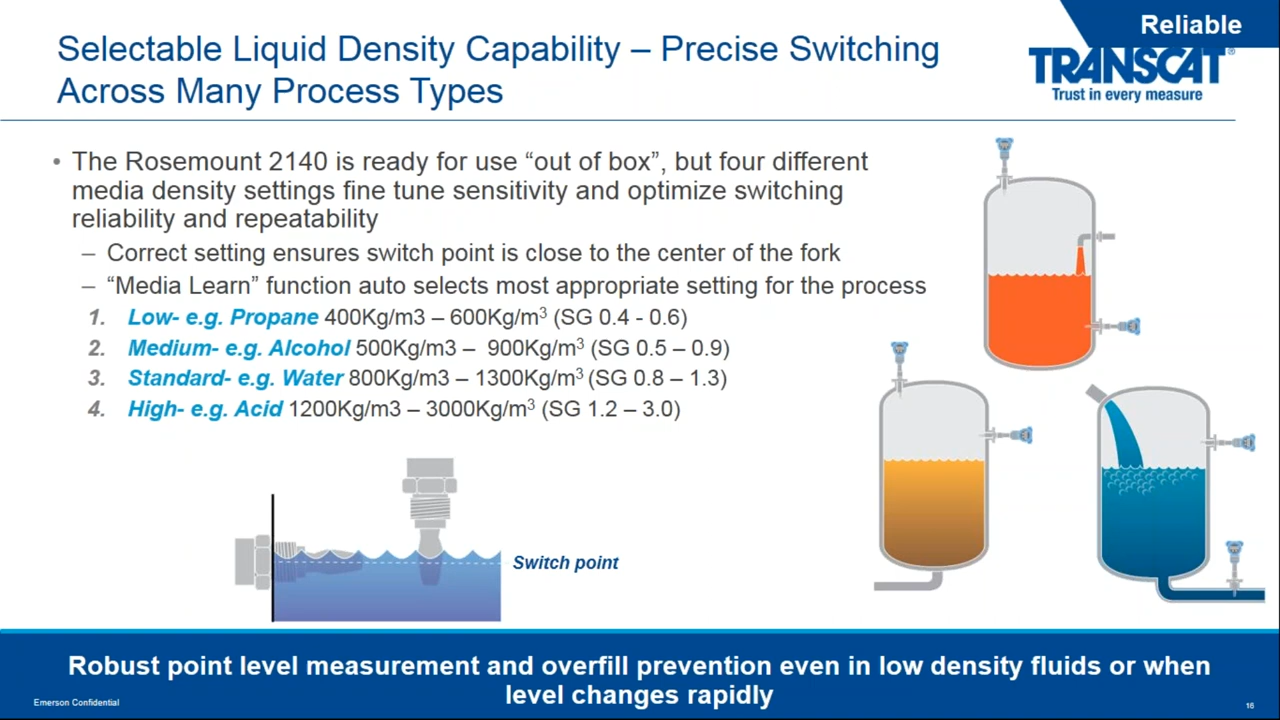 Reliable
Selectable Liquid Density Capability – Precise Switching
Across Many Process Types
TRANSCAT®
Trust in every measure
• The Rosemount 2140 is ready for use “out of box”, but four different
media density settings fine tune sensitivity and optimize switching
reliability and repeatability
– Correct setting ensures switch point is close to the center of the fork
– “Media Learn” function auto selects most appropriate setting for the process
1. Low- e.g. Propane 400Kg/m3 – 600Kg/m³ (SG 0.4 - 0.6)
2. Medium- e.g. Alcohol 500Kg/m3 – 900Kg/m³ (SG 0.5 – 0.9)
3. Standard- e.g. Water 800Kg/m3 – 1300Kg/m³ (SG 0.8 – 1.3)
4. High- e.g. Acid 1200Kg/m3 – 3000Kg/m³ (SG 1.2 – 3.0)
Switch point
Robust point level measurement and overfill prevention even in low density fluids or when
level changes rapidly
Emerson Confidential
16